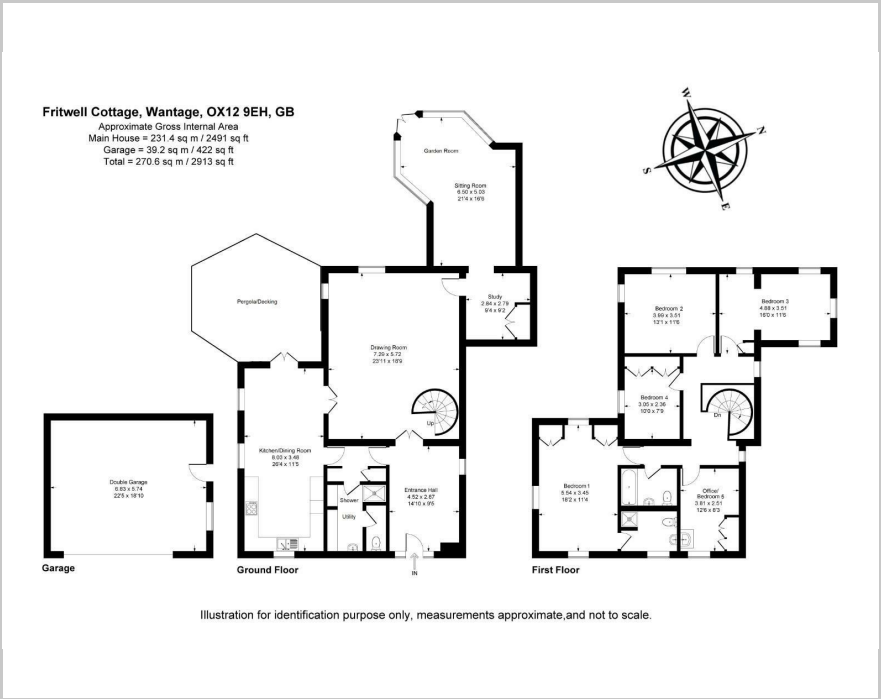 Fritwell Cottage, Wantage, OX12 9EH, GB
Approximate Gross Internal Area
Main House = 231.4 sq m / 2491 sq ft
Garage = 39.2 sq m / 422 sq ft
Total = 270.6 sq m / 2913 sq ft
W
N
S
E
Garden Room
Sitting Room
6.50 x 5.03
21'4 x 16'6
Pergola/Decking
Study
2.84 x 2.79
9'4 x 9'2
Drawing Room
7.29 x 5.72
23'11 x 18'9
Up
Kitchen/Dining Room
8.03 x 3.48
26'4 x 11'5
Entrance Hall
4.52 x 2.87
14'10 x 9'5
Shower
Utility
IN
Double Garage
6.83 x 5.74
22'5 x 18'10
Garage
Ground Floor
Bedroom 2
3.99 x 3.51
13'1 x 11'6
Bedroom 3
4.88 x 3.51
16'0 x 11'6
Bedroom 4
3.05 x 2.36
10'0 x 7'9
Dn
Bedroom 1
5.54 x 3.45
18'2 x 11'4
Office/
Bedroom 5
3.81 x 2.51
12'6 x 8'3
First Floor
Illustration for identification purpose only, measurements approximate,and not to scale.